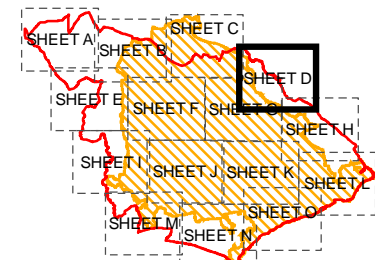 SHEET C
SHEET A
SHEET B
SHEET D
SHEET E
SHEET F
SHEET G
SHEET H
SHEET I
SHEET J
SHEET K
SHEET L
SHEET M
SHEET N
SHEET O